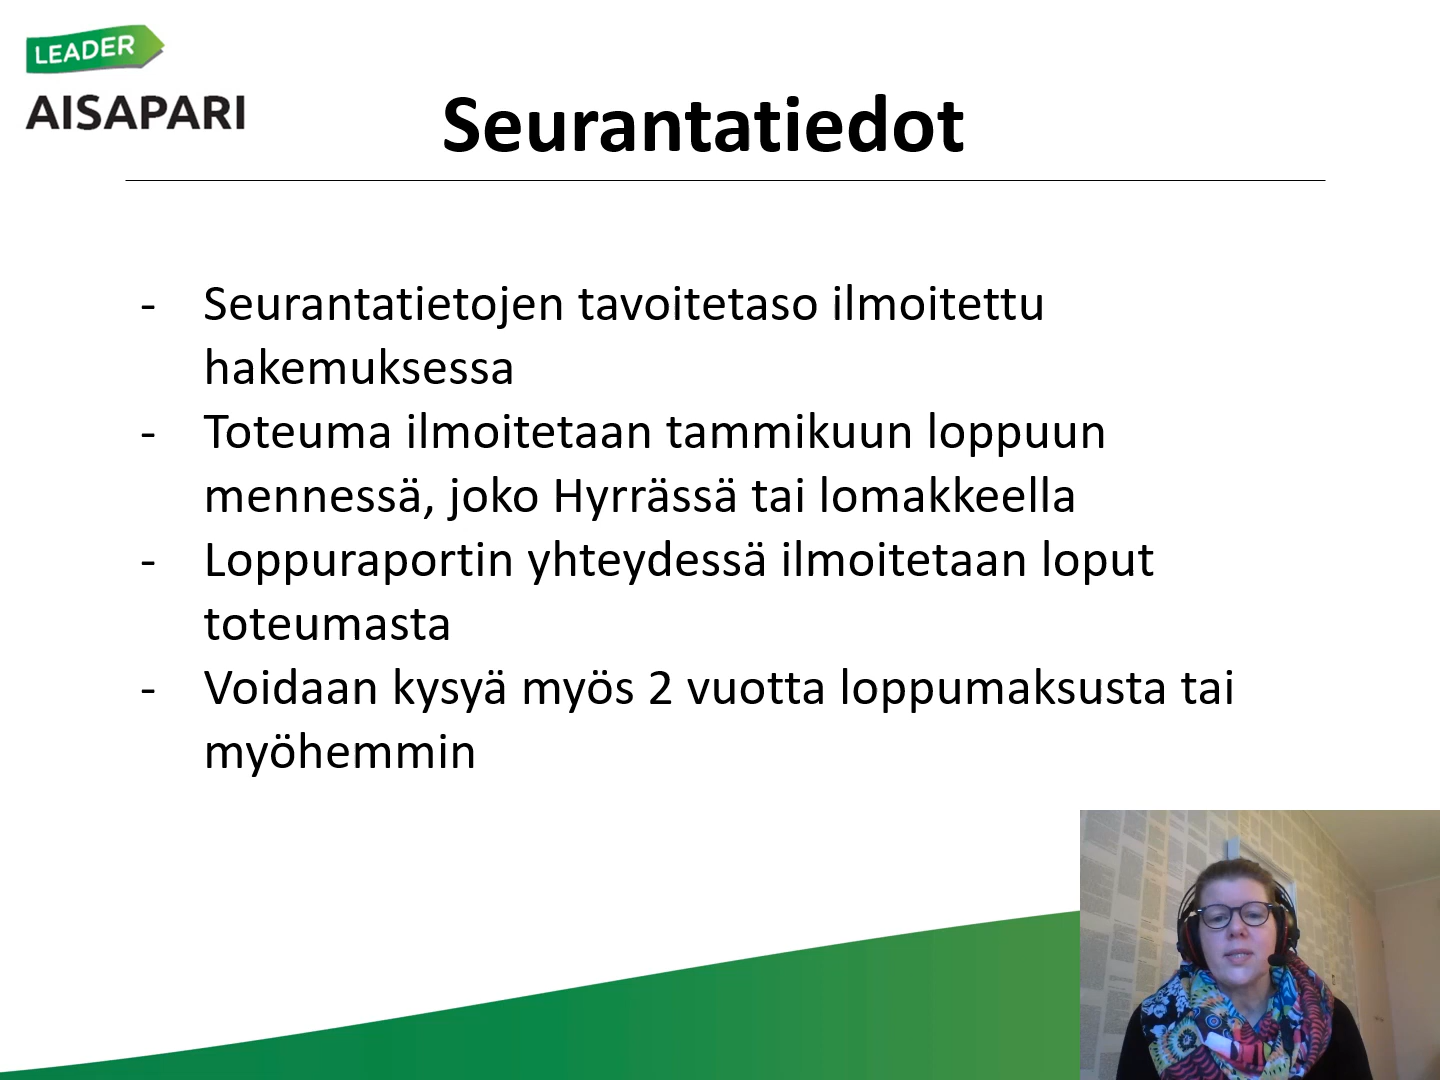 LEADER
AISAPARI
Seurantatiedot
- Seurantatietojen tavoitetaso ilmoitettu
hakemuksessa
- Toteuma ilmoitetaan tammikuun loppuun
mennessä, joko Hyrrässä tai lomakkeella
- Loppuraportin yhteydessä ilmoitetaan loput
toteumasta
- Voidaan kysyä myös 2 vuotta loppumaksusta tai
myöhemmin